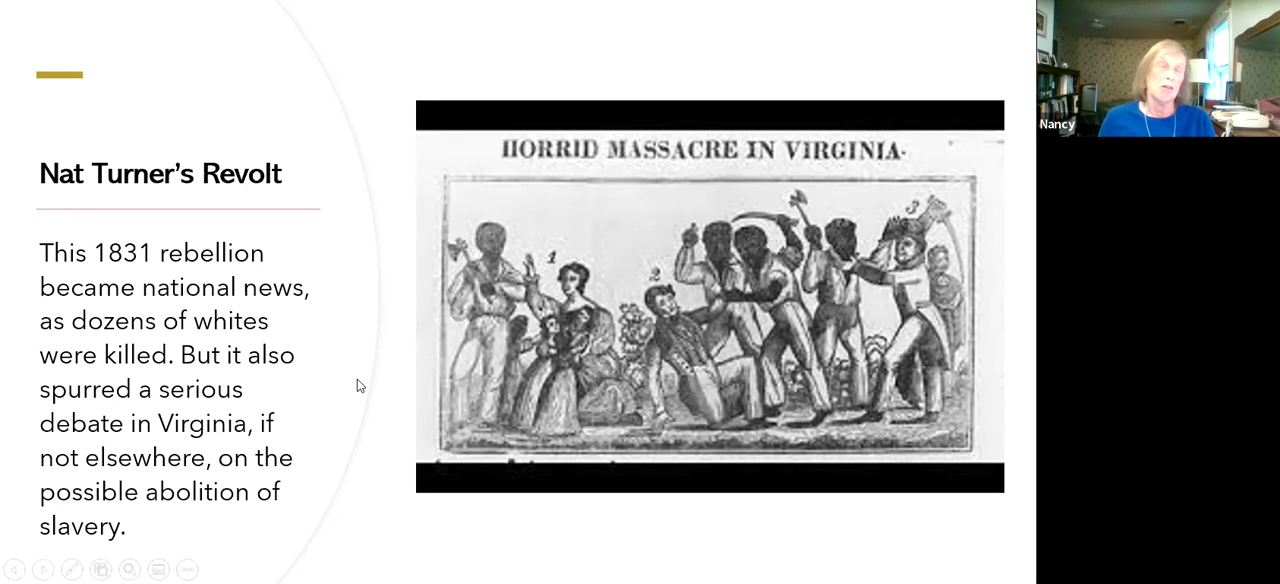 Nat Turner's Revolt
This 1831 rebellion
became national news,
as dozens of whites
were killed. But it also
spurred a serious
debate in Virginia, if
not elsewhere, on the
possible abolition of
slavery.
HORRID MASSACRE IN VIRGINIA.
1
2
3
Nancy